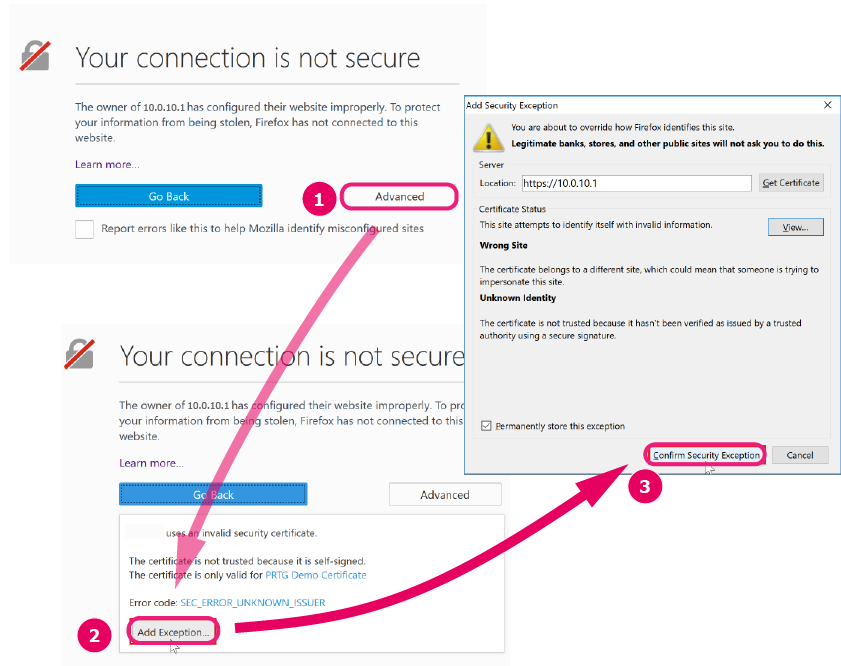 Your connection is not secure
The owner of 10.0.10.1 has configured their website improperly. To protect
your information from being stolen, Firefox has not connected to this
website.
Learn more...
Go Back
1
Advanced
Report errors like this to help Mozilla identify misconfigured sites
Your connection is not secure
The owner of 10.0.10.1 has configured their website improperly. To
your information from being stolen, Firefox has not connected to this
website.
Learn more...
Go Back
Advanced
uses an invalid security certificate.
The certificate is not trusted because it is self-signed.
The certificate is only valid for PRTG Demo Certificate
Error code: SEC_ERROR_UNKNOWN_ISSUER
2
Add Exception...
Add Security Exception
You are about to override how Firefox identifies this site.
Legitimate banks, stores, and other public sites will not ask you to do this.
Server
Location:
https://10.0.10.1
Get Certificate
Certificate Status
This site attempts to identify itself with invalid information.
View...
Wrong Site
The certificate belongs to a different site, which could mean that someone is trying to
impersonate this site.
Unknown Identity
The certificate is not trusted because it hasn't been verified as issued by a trusted
authority using a secure signature.
Permanently store this exception
Confirm Security Exception
Cancel
3